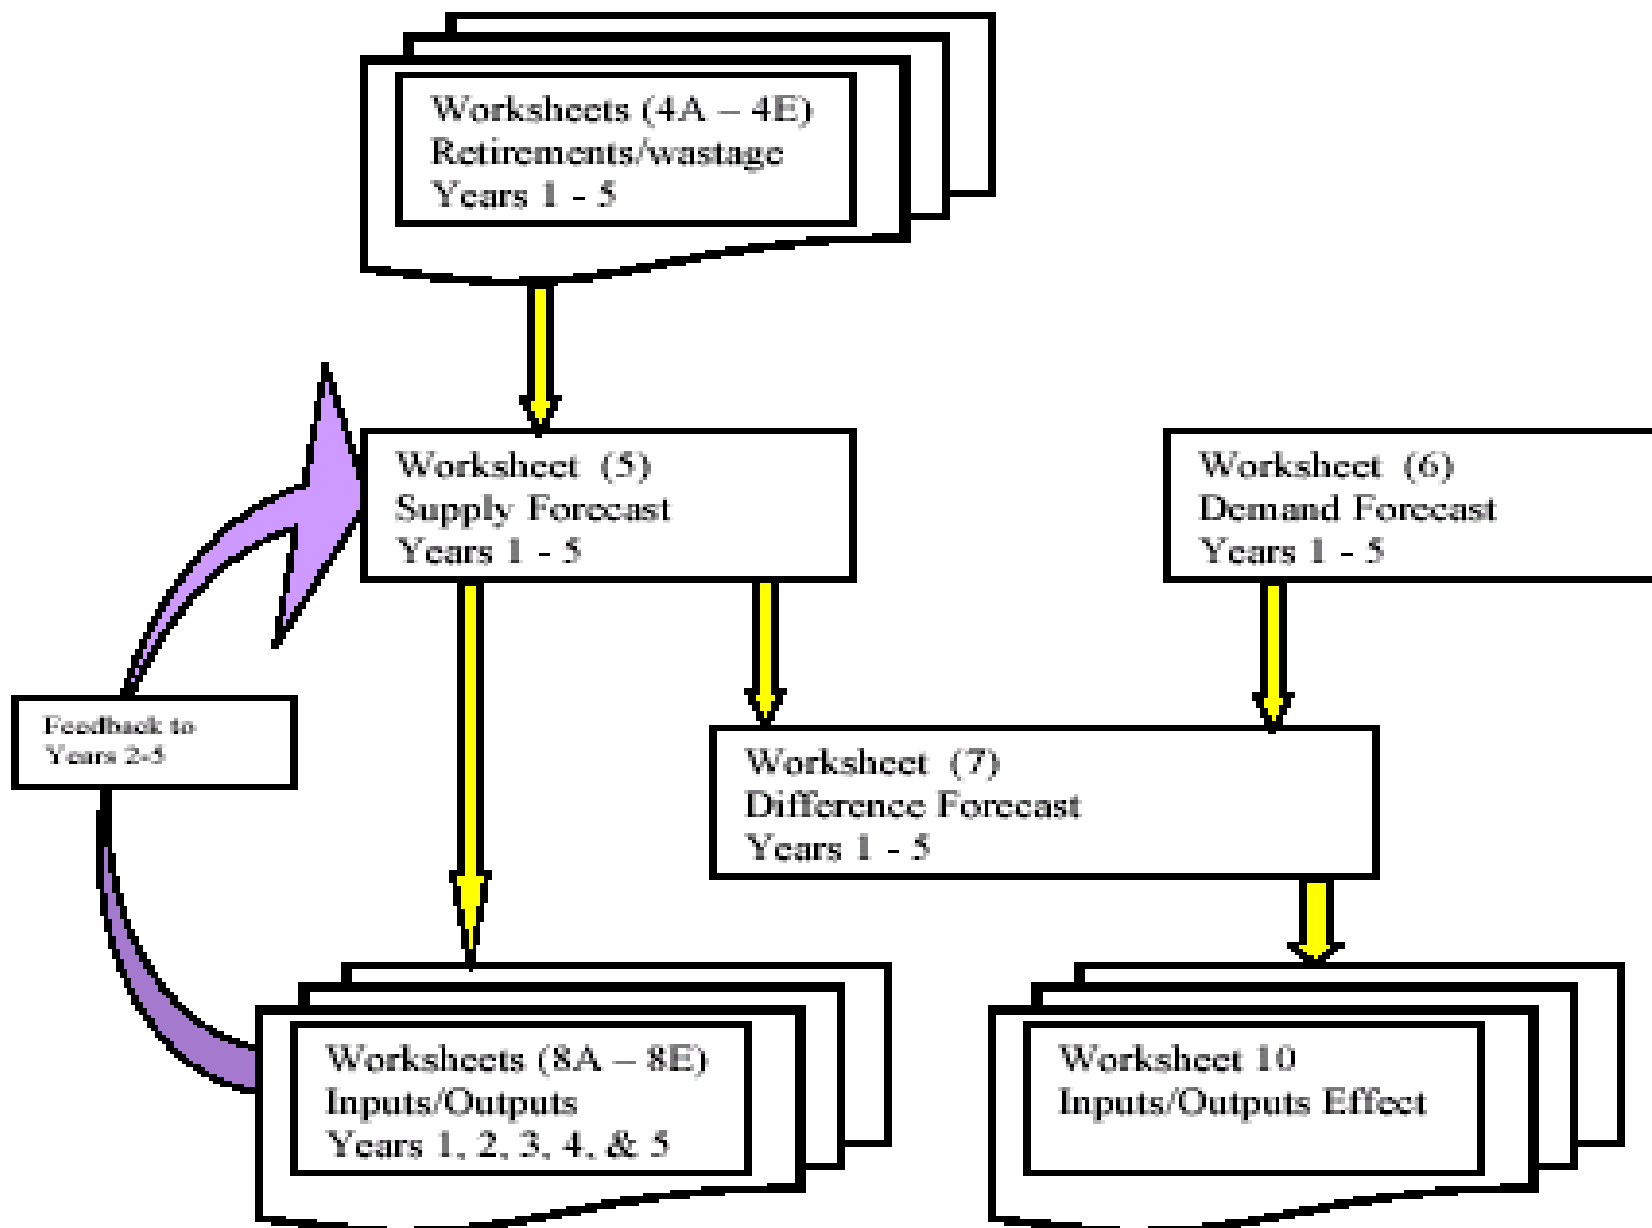 Worksheets (4A – 4E)
Retirements/wastage
Years 1 - 5
Worksheet (5)
Supply Forecast
Years 1 - 5
Worksheet (6)
Demand Forecast
Years 1 - 5
Feedback to
Years 2-5
Worksheet (7)
Difference Forecast
Years 1 - 5
Worksheets (8A – 8E)
Inputs/Outputs
Years 1, 2, 3, 4, & 5
Worksheet 10
Inputs/Outputs Effect